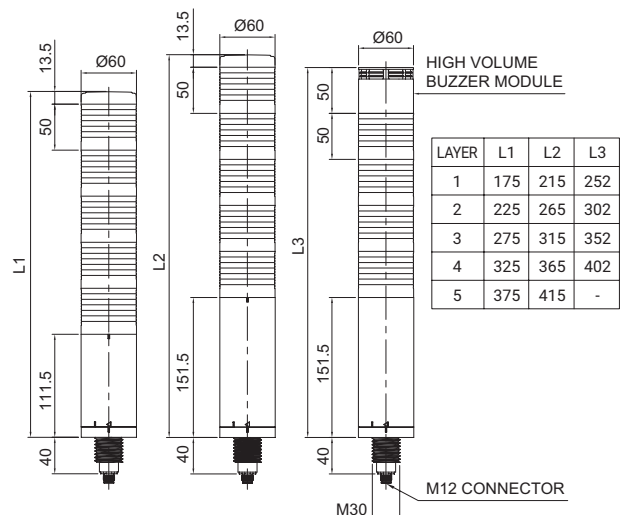 13.5
Ø60
50
L1
111.5
40
13.5
Ø60
50
L2
151.5
40
Ø60
50
50
L3
151.5
40
M30
HIGH VOLUME
BUZZER MODULE
LAYER L1 L2 L3
1 175 215 252
2 225 265 302
3 275 315 352
4 325 365 402
5 375 415 -
M12 CONNECTOR